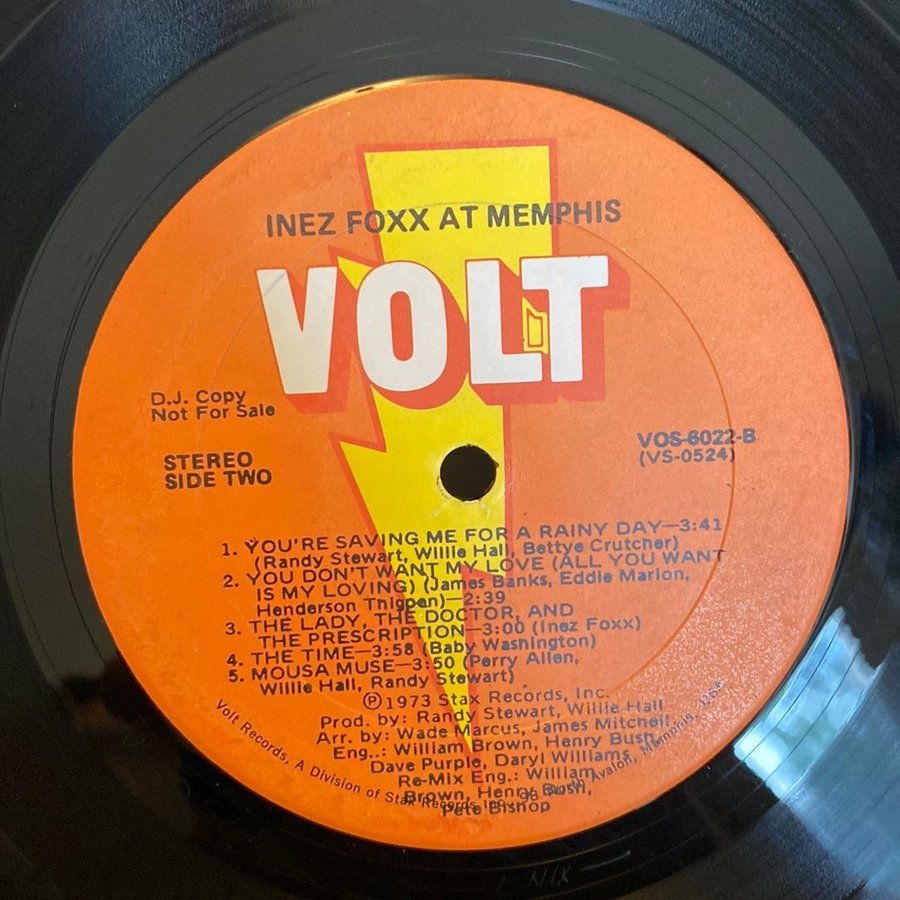 INEZ FOXX AT MEMPHIS
VOLT
D.J. Copy
Not For Sale
STEREO
SIDE TWO
VOS-6022-B
(VS-0524)
1. YOU'RE SAVING ME FOR A RAINY DAY—3:41
(Randy Stewart, Willie Hall, Bettye Crutcher)
2. YOU DON'T WANT MY LOVE (ALL YOU WANT
IS MY LOVING) (James Banks, Eddie Marion,
Henderson Thigpen)—2:39
3. THE LADY, THE DOCTOR, AND
THE PRESCRIPTION—3:00 (Inez Foxx)
4. THE TIME—3:58 (Baby Washington)
5. MOUSA MUSE—3:50 (Perry Allen,
Willie Hall, Randy Stewart)
℗ 1973 Stax Records, Inc.
Prod. by: Randy Stewart, Willie Hall
Arr. by: Wade Marcus, James Mitchell
Eng..: William Brown, Henry Bush,
Dave Purple, Daryl Williams
Re-Mix Eng.: William
Brown, Henry Bush,
Pete Bishop
Volt Records, A Division of Stax Records, Inc., 98 North Avalon, Memphis,